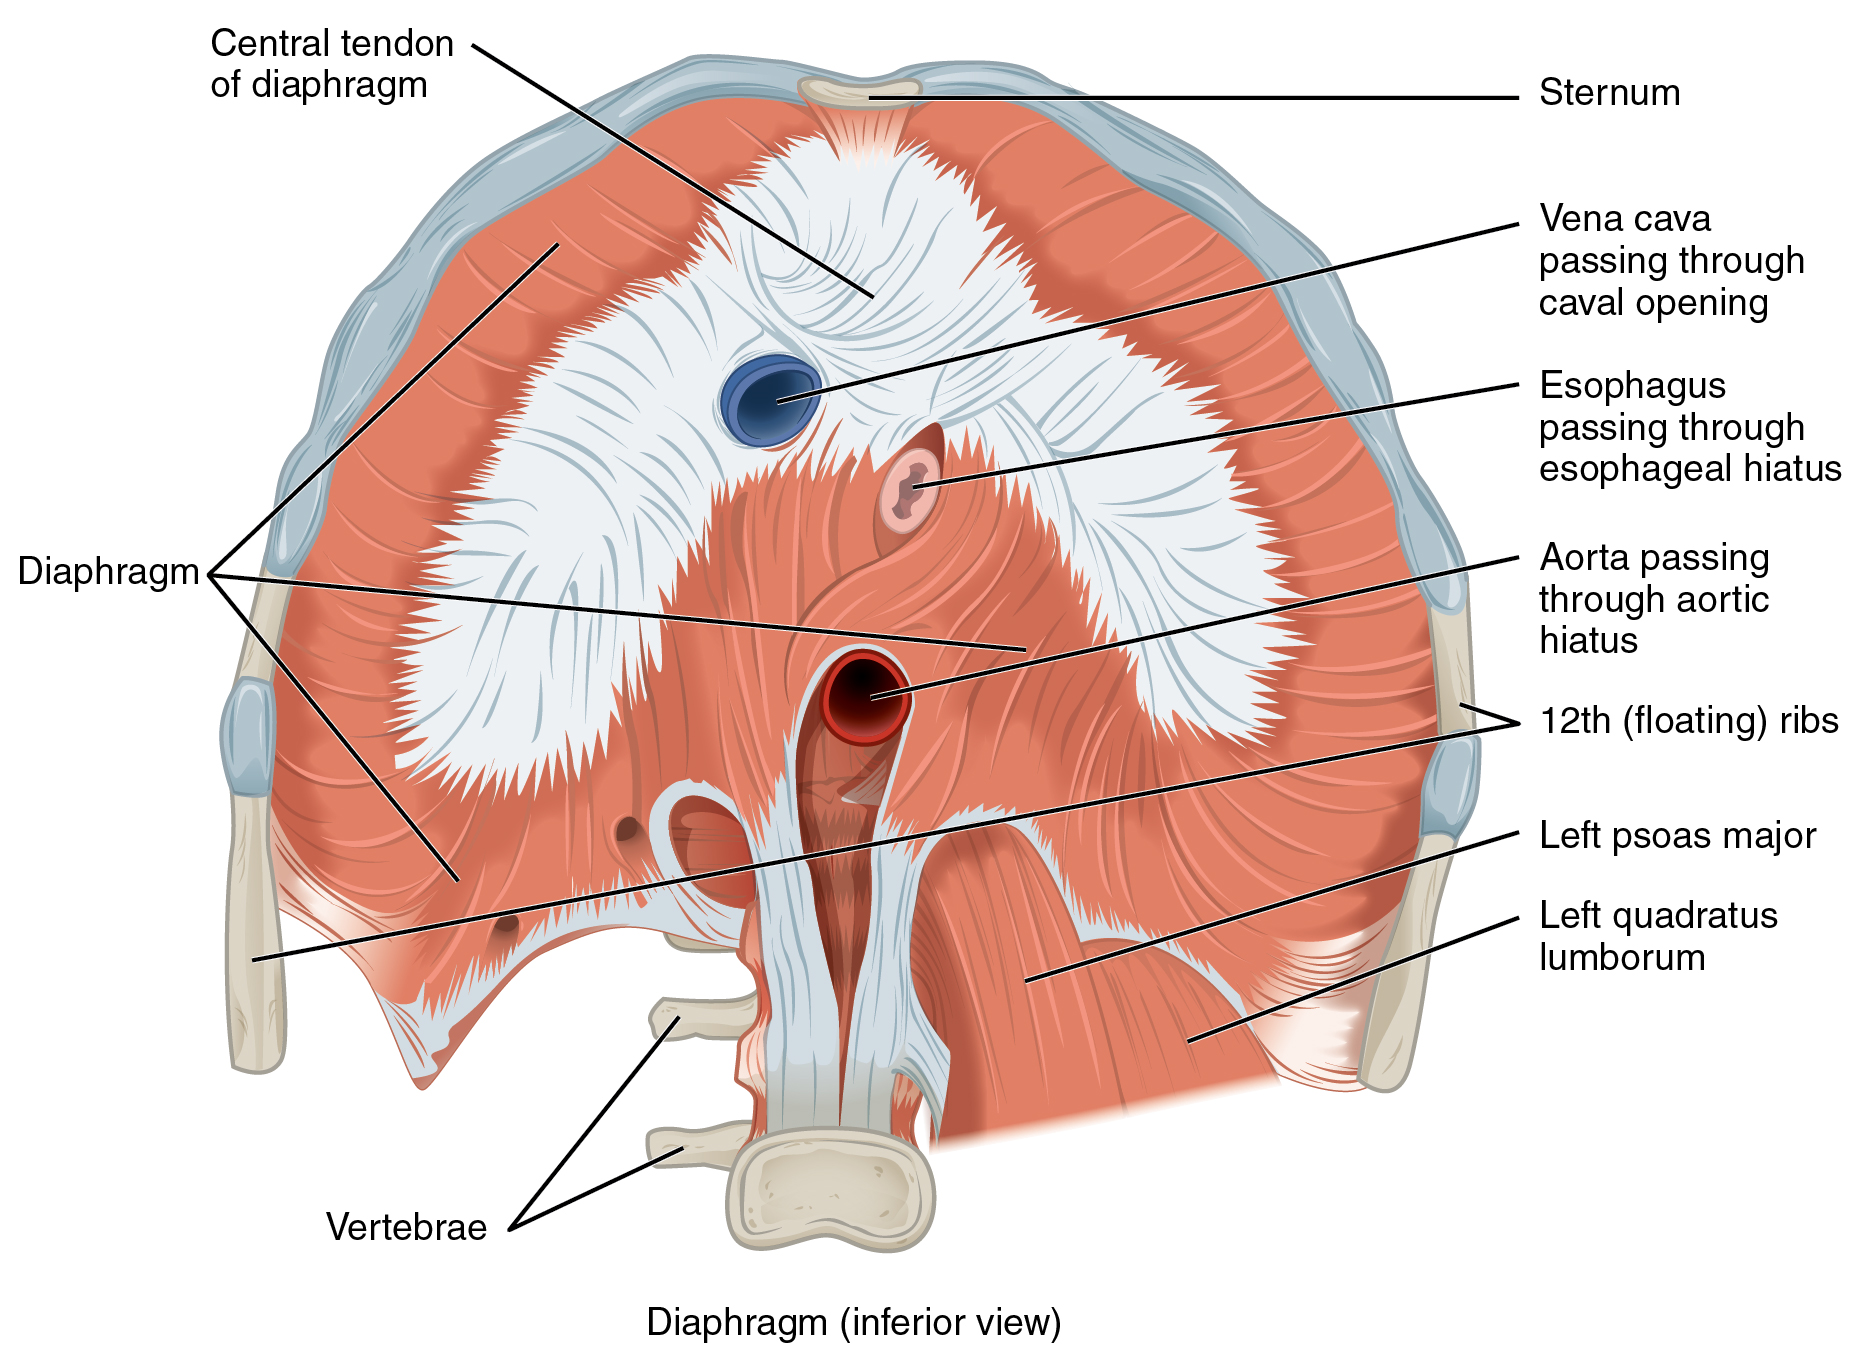 Central tendon
of diaphragm
Sternum
Vena cava
passing through
caval opening
Esophagus
passing through
esophageal hiatus
Diaphragm
Aorta passing
through aortic
hiatus
12th (floating) ribs
Left psoas major
Left quadratus
lumborum
Vertebrae
Diaphragm (inferior view)